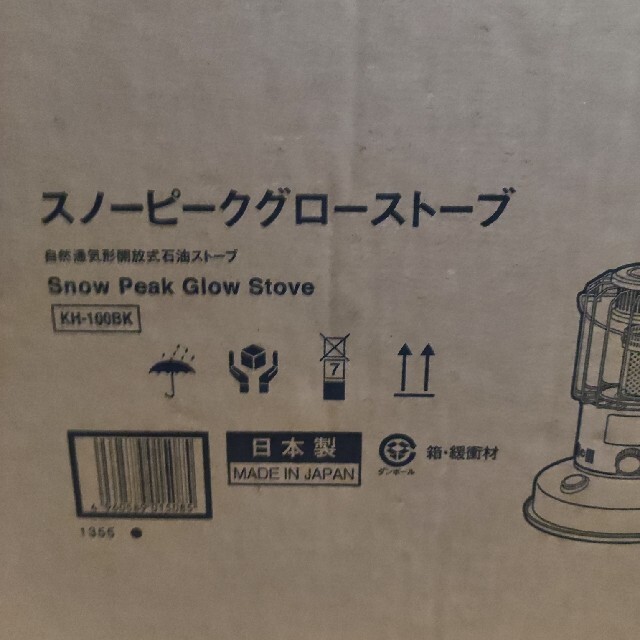 スノーピークグローストーブ
自然通気形開放式石油ストーブ
Snow Peak Glow Stove
KH-100BK
7
日本製
MADE IN JAPAN
ダンボール
箱・緩衝材
1355